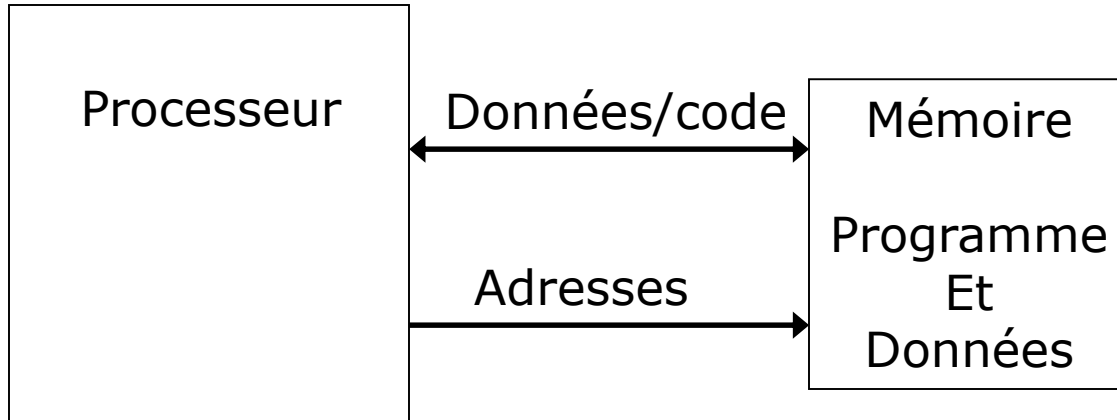 Processeur
Données/code
Adresses
Mémoire
Programme
Et
Données